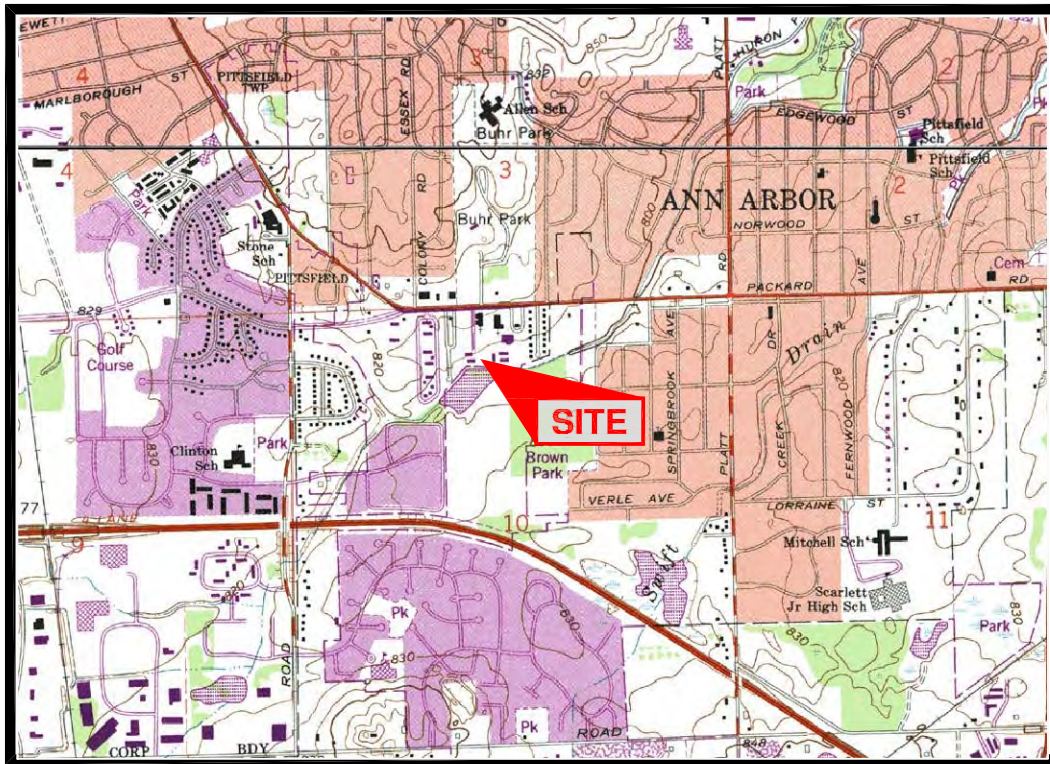 EWETT
4
ST
MARLBOROUGH
PITTSFIELD
TWP
ESSEX RD
3
832
850
Allen Sch
Buhr Park
PLATT
HURON
Park
2
EDGEWOOD
ST
Pittsfield
Sch
Pittsfield
Sch
Pk
4
Park
RD
3
2
ANN ARBOR
800
NORWOOD
ST
Buhr Park
Stone
Sch
PITTSFIELD
COLONY
RD
AVE
Cem
PACKARD
RD
829
Golf
Course
820
AVE
DR
Drain
820
SITE
830
Clinton
Sch
Park
Brown
Park
SPRINGBROOK
PLATT
CREEK
FERNWOOD
VERLE AVE
LORRAINE ST
77
9
10
11
Mitchell Sch
Swift
Scarlett
Jr High Sch
Pk
830
830
830
Park
830
ROAD
Pk
ROAD
CORP
BDY